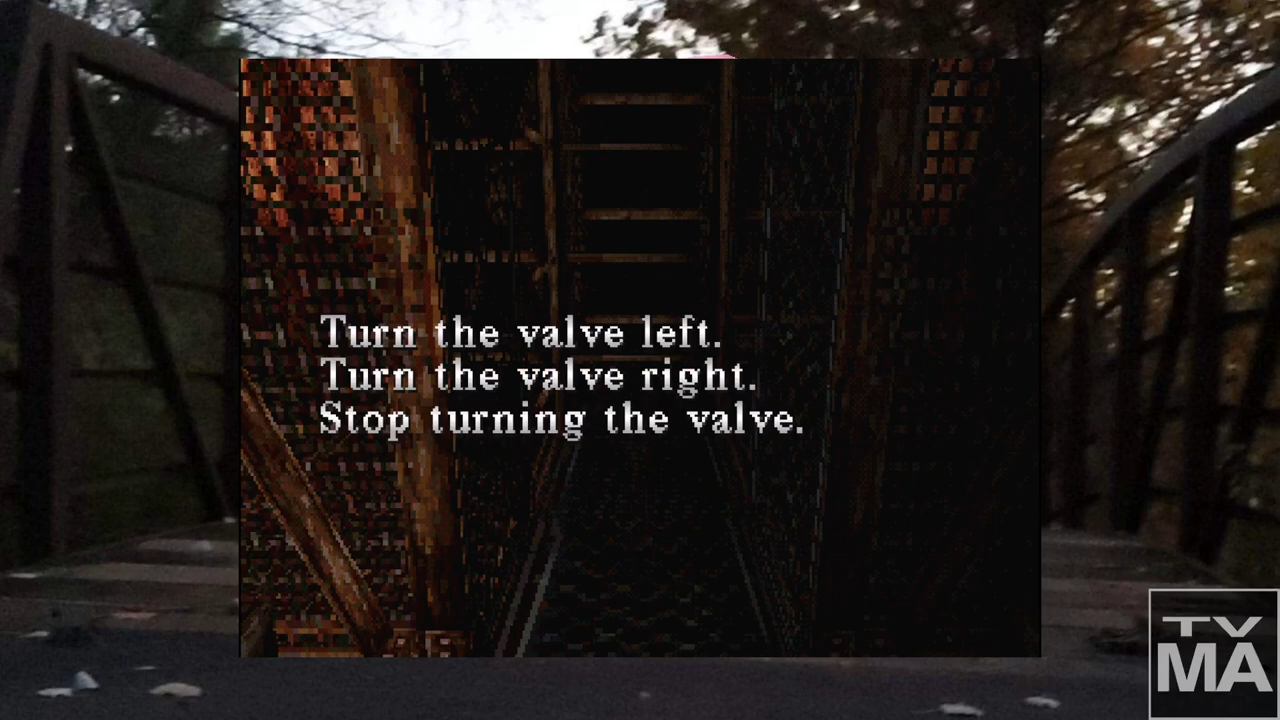 Turn the valve left.
Turn the valve right.
Stop turning the valve.
TV
MA